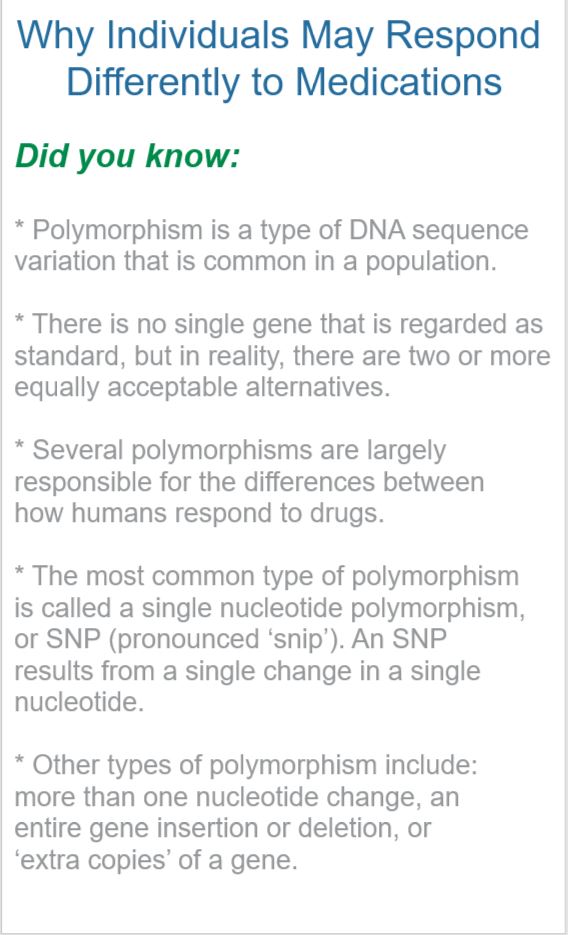 Why Individuals May Respond
Differently to Medications
Did you know:
* Polymorphism is a type of DNA sequence
variation that is common in a population.
* There is no single gene that is regarded as
standard, but in reality, there are two or more
equally acceptable alternatives.
* Several polymorphisms are largely
responsible for the differences between
how humans respond to drugs.
* The most common type of polymorphism
is called a single nucleotide polymorphism,
or SNP (pronounced ‘snip’). An SNP
results from a single change in a single
nucleotide.
* Other types of polymorphism include:
more than one nucleotide change, an
entire gene insertion or deletion, or
‘extra copies’ of a gene.